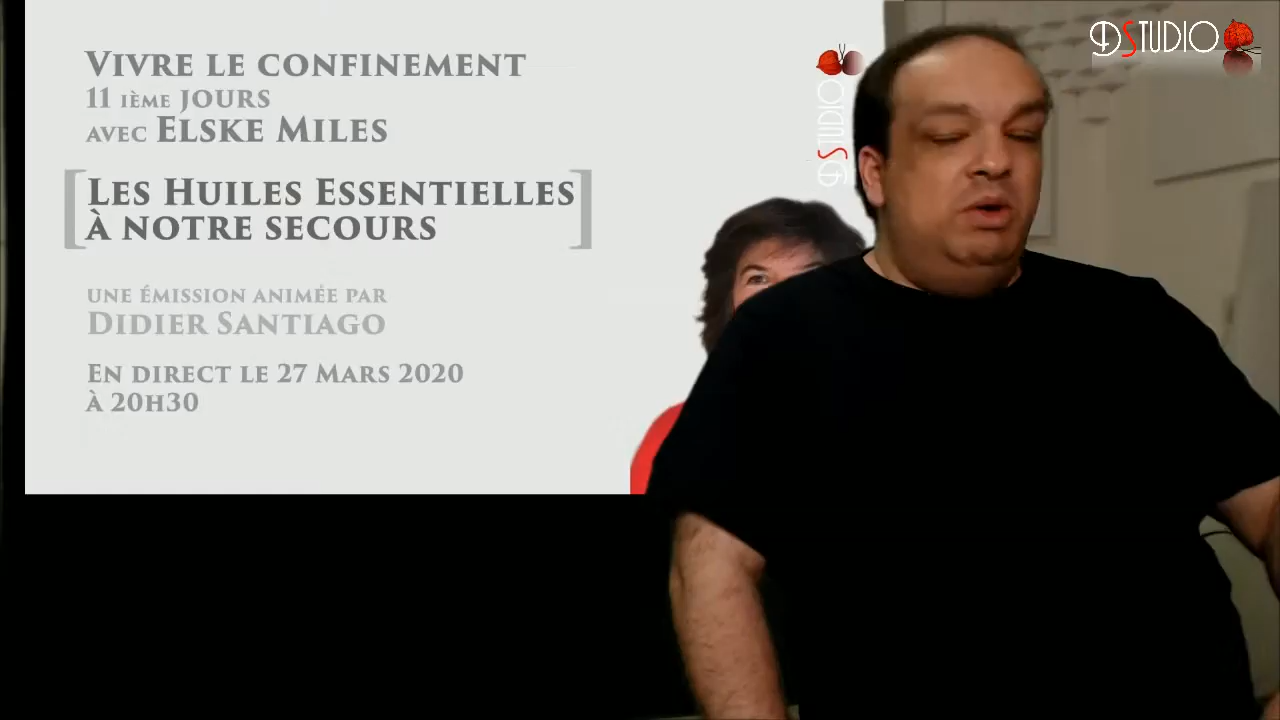 VIVRE LE CONFINEMENT
11 IÈME JOURS
AVEC ELSKE MILES
[LES HUILES ESSENTIELLES
À NOTRE SECOURS]
UNE ÉMISSION ANIMÉE PAR
DIDIER SANTIAGO
EN DIRECT LE 27 MARS 2020
À 20H30
DSTUDIO
DSTUDIO